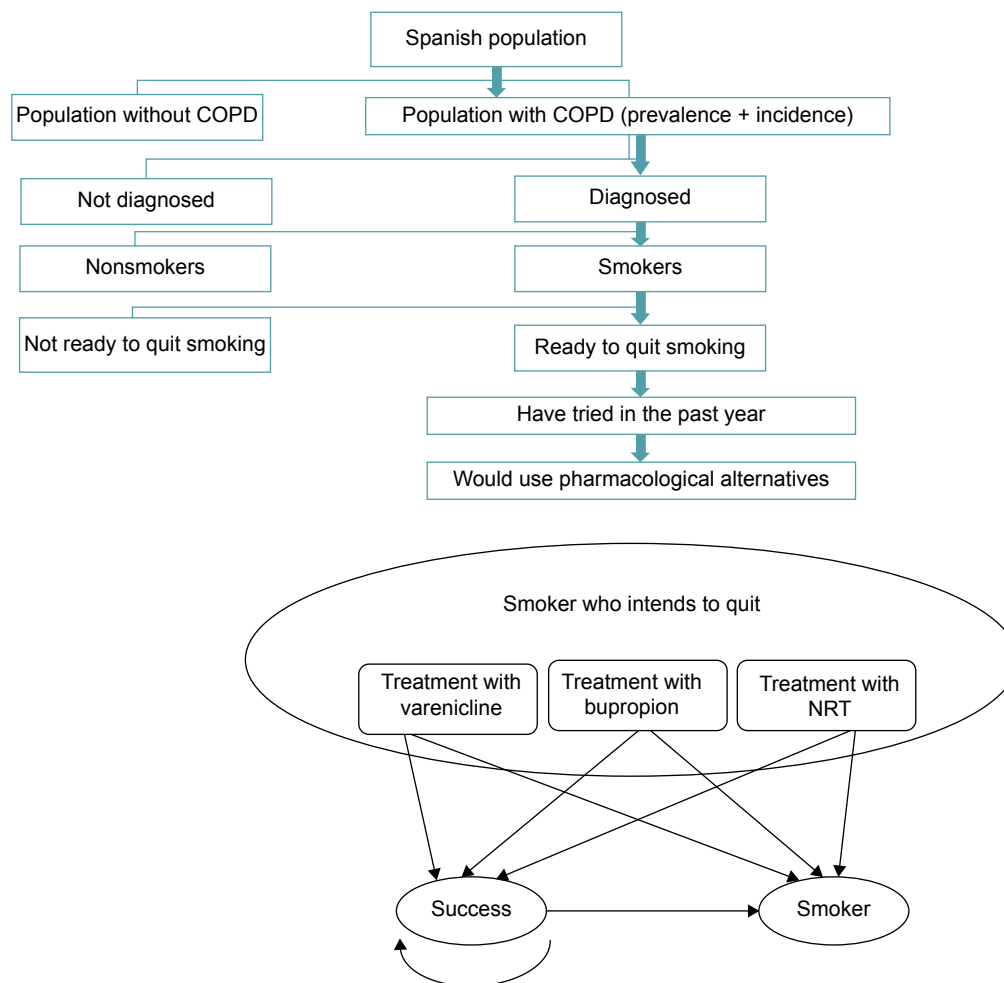 Spanish population
Population without COPD
Population with COPD (prevalence + incidence)
Not diagnosed
Diagnosed
Nonsmokers
Smokers
Not ready to quit smoking
Ready to quit smoking
Have tried in the past year
Would use pharmacological alternatives
Smoker who intends to quit
Treatment with
varenicline
Treatment with
bupropion
Treatment with
NRT
Success
Smoker